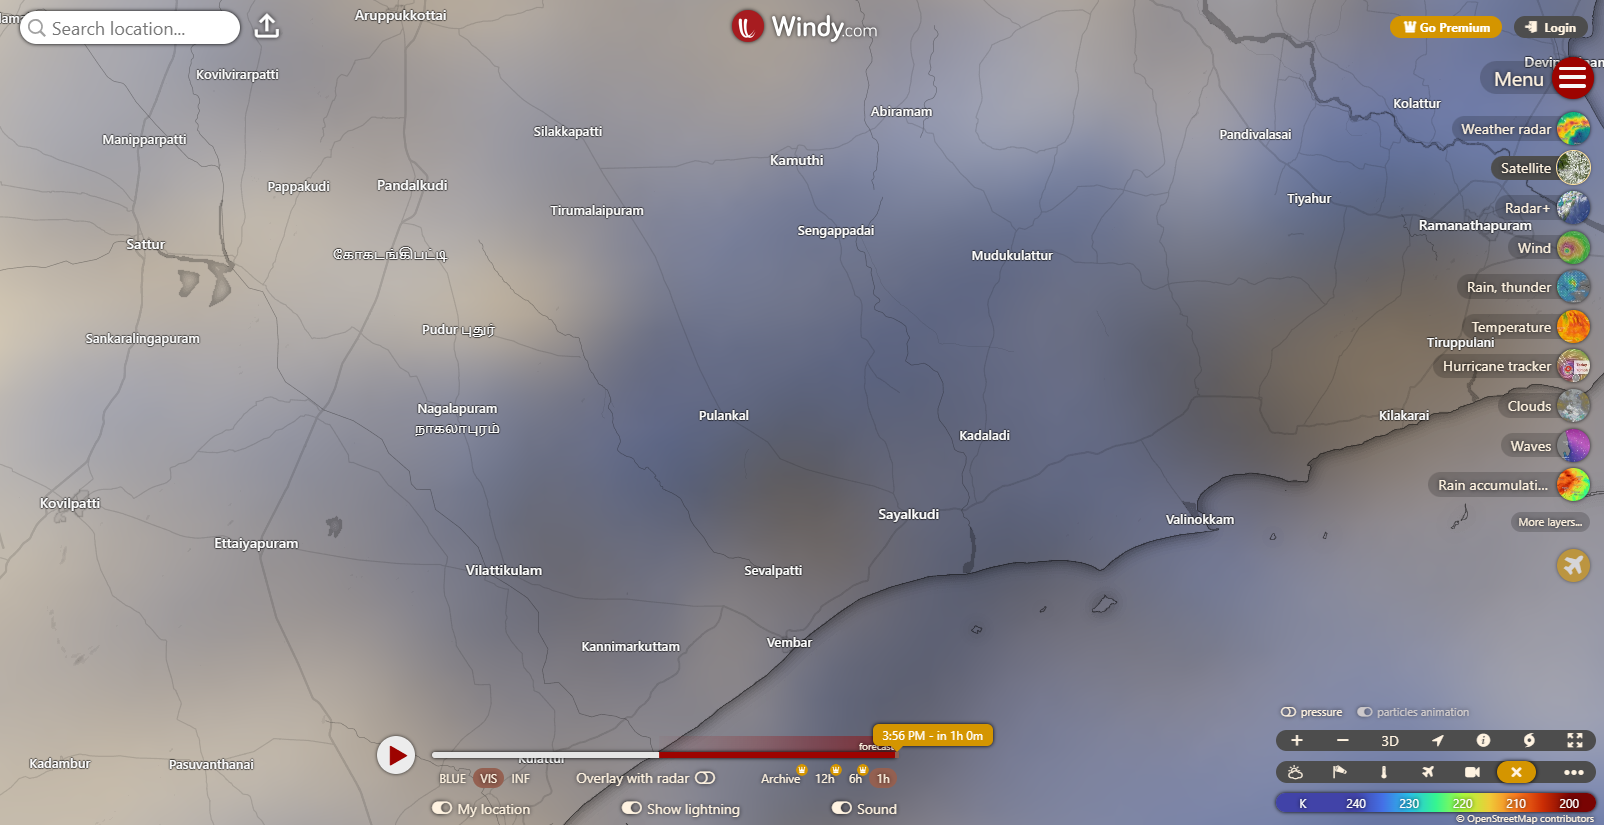 Search location...
Windy.com
Go Premium
Login
Menu
Weather radar
Satellite
Radar+
Wind
Rain, thunder
Temperature
Hurricane tracker
Clouds
Waves
Rain accumulati...
More layers...
Aruppukkottai
Kovilvirarpatti
Kolattur
Abiramam
Silakkapatti
Pandivalasai
Manipparpatti
Kamuthi
Pappakudi
Pandalkudi
Tiyahur
Tirumalaipuram
Ramanathapuram
Sengappadai
Sattur
கோகடங்கிபட்டி
Mudukulattur
Pudur புதூர்
Sankaralingapuram
Tiruppulani
Nagalapuram
நாகலாபுரம்
Pulankal
Kilakarai
Kadaladi
Kovilpatti
Sayalkudi
Valinokkam
Ettaiyapuram
Vilattikulam
Sevalpatti
Kannimarkuttam
Vembar
Kadambur
Pasuvanthanai
Kulattur
3:56 PM - in 1h 0m
forecast
BLUE VIS INF
Overlay with radar
Archive 12h 6h 1h
My location
Show lightning
Sound
pressure
particles animation
3D
K 240 230 220 210 200
© OpenStreetMap contributors